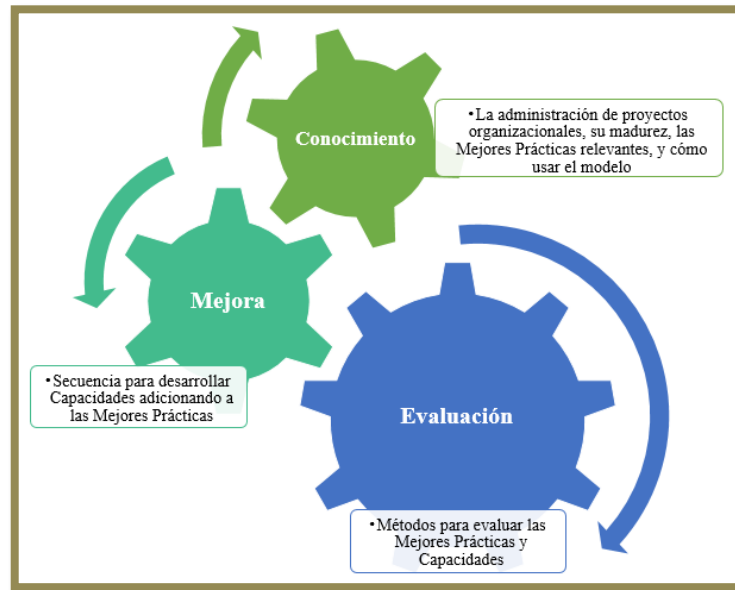 Conocimiento
•La administración de proyectos
organizacionales, su madurez, las
Mejores Prácticas relevantes, y cómo
usar el modelo
Mejora
•Secuencia para desarrollar
Capacidades adicionando a
las Mejores Prácticas
Evaluación
•Métodos para evaluar las
Mejores Prácticas y
Capacidades